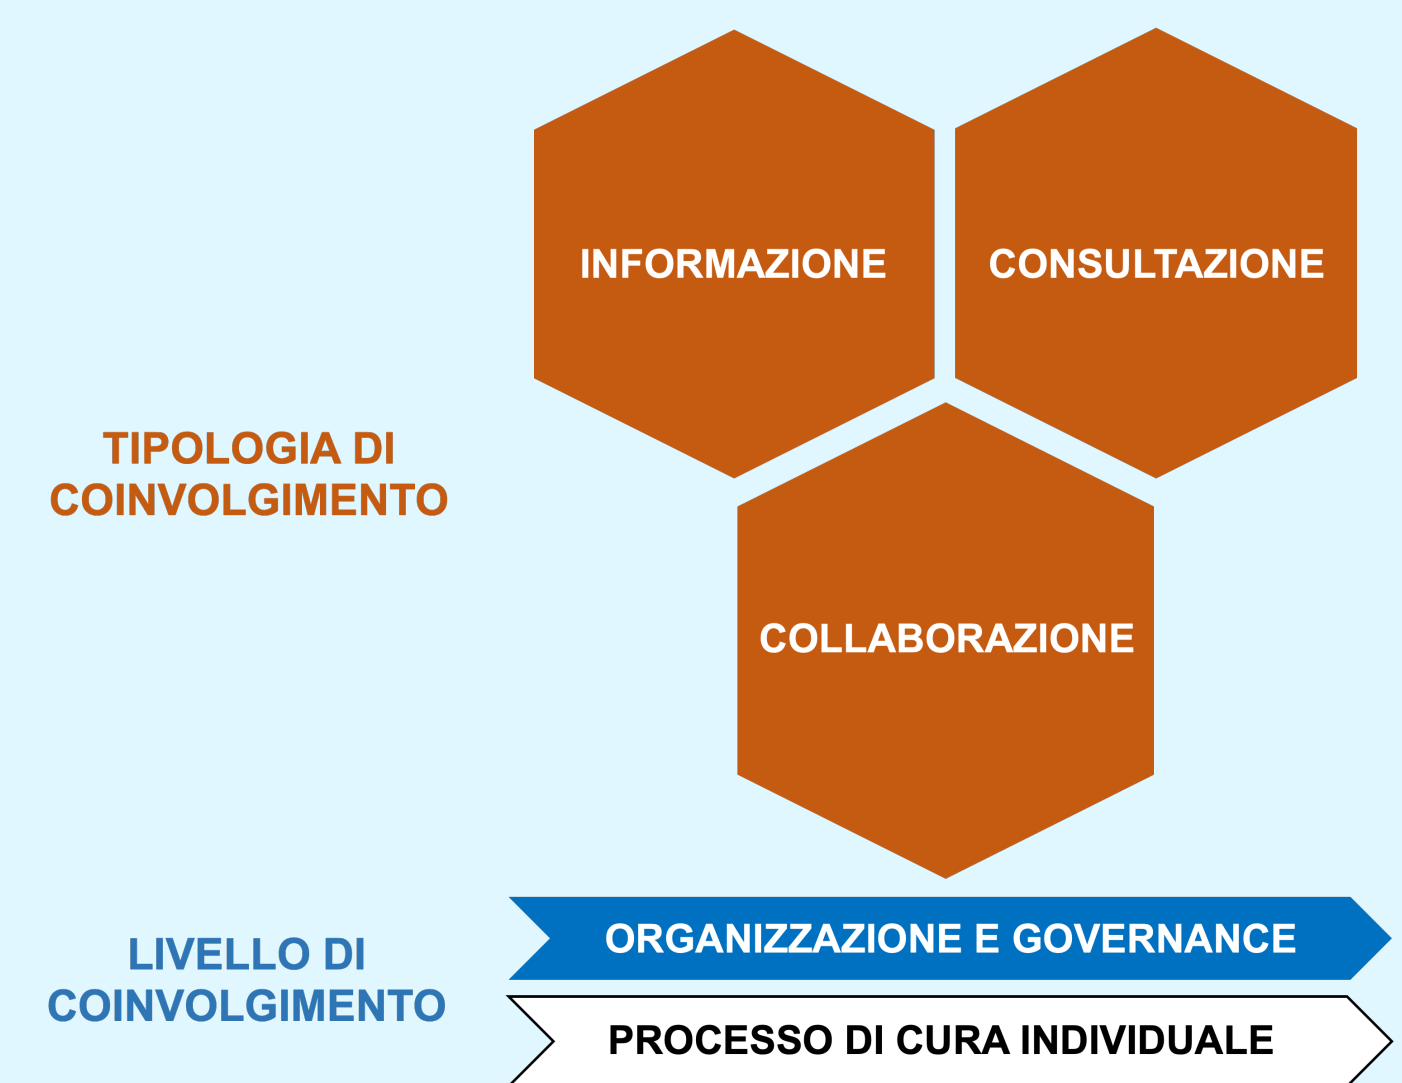 INFORMAZIONE
CONSULTAZIONE
TIPOLOGIA DI
COINVOLGIMENTO
COLLABORAZIONE
LIVELLO DI
COINVOLGIMENTO
ORGANIZZAZIONE E GOVERNANCE
PROCESSO DI CURA INDIVIDUALE